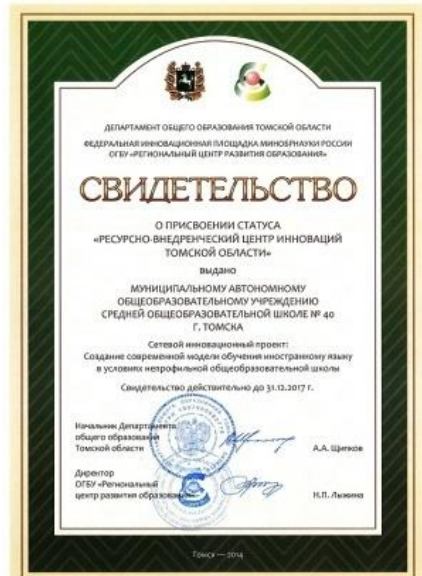 ДЕПАРТАМЕНТ ОБЩЕГО ОБРАЗОВАНИЯ ТОМСКОЙ ОБЛАСТИ
ФЕДЕРАЛЬНАЯ ИННОВАЦИОННАЯ ПЛОЩАДКА МИНОБРНАУКИ РОССИИ
ОГБУ «РЕГИОНАЛЬНЫЙ ЦЕНТР РАЗВИТИЯ ОБРАЗОВАНИЯ»
СВИДЕТЕЛЬСТВО
О ПРИСВОЕНИИ СТАТУСА
«РЕСУРСНО-ВНЕДРЕНЧЕСКИЙ ЦЕНТР ИННОВАЦИЙ
ТОМСКОЙ ОБЛАСТИ»
ВЫДАНО
МУНИЦИПАЛЬНОМУ АВТОНОМНОМУ
ОБЩЕОБРАЗОВАТЕЛЬНОМУ УЧРЕЖДЕНИЮ
СРЕДНЕЙ ОБЩЕОБРАЗОВАТЕЛЬНОЙ ШКОЛЕ № 40
Г. ТОМСКА
Сетевой инновационный проект:
Создание современной модели обучения иностранному языку
в условиях непрофильной общеобразовательной школы
Свидетельство действительно до 31.12.2017 г.
Начальник Департамента
общего образования
Томской области
А.А. Щипков
Директор
ОГБУ «Региональный
центр развития образования»
Н.П. Лыжина
Томск — 2014